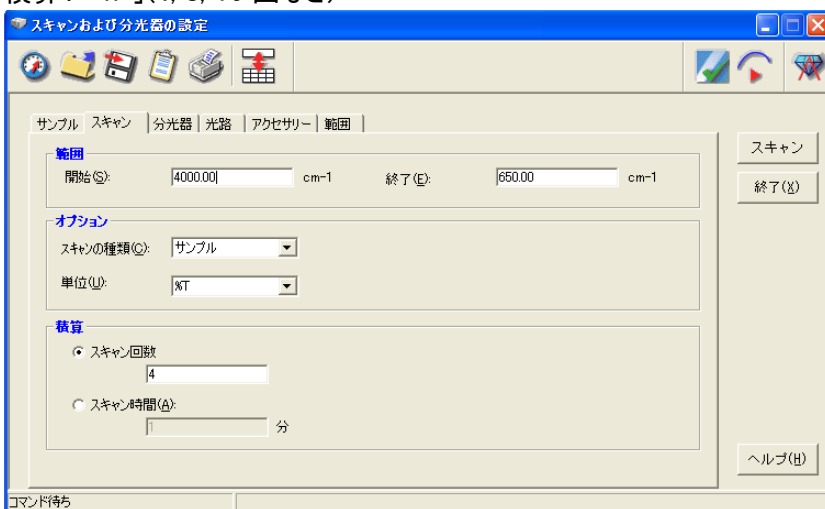 スキャンおよび分光器の設定
サンプル スキャン 分光器 光路 アクセサリー 範囲
範囲
開始(S): 4000.00 cm-1 終了(E): 650.00 cm-1
オプション
スキャンの種類(C): サンプル
単位(U): %T
積算
スキャン回数
4
スキャン時間(A):
1 分
スキャン
終了(X)
ヘルプ(H)
コマンド待ち